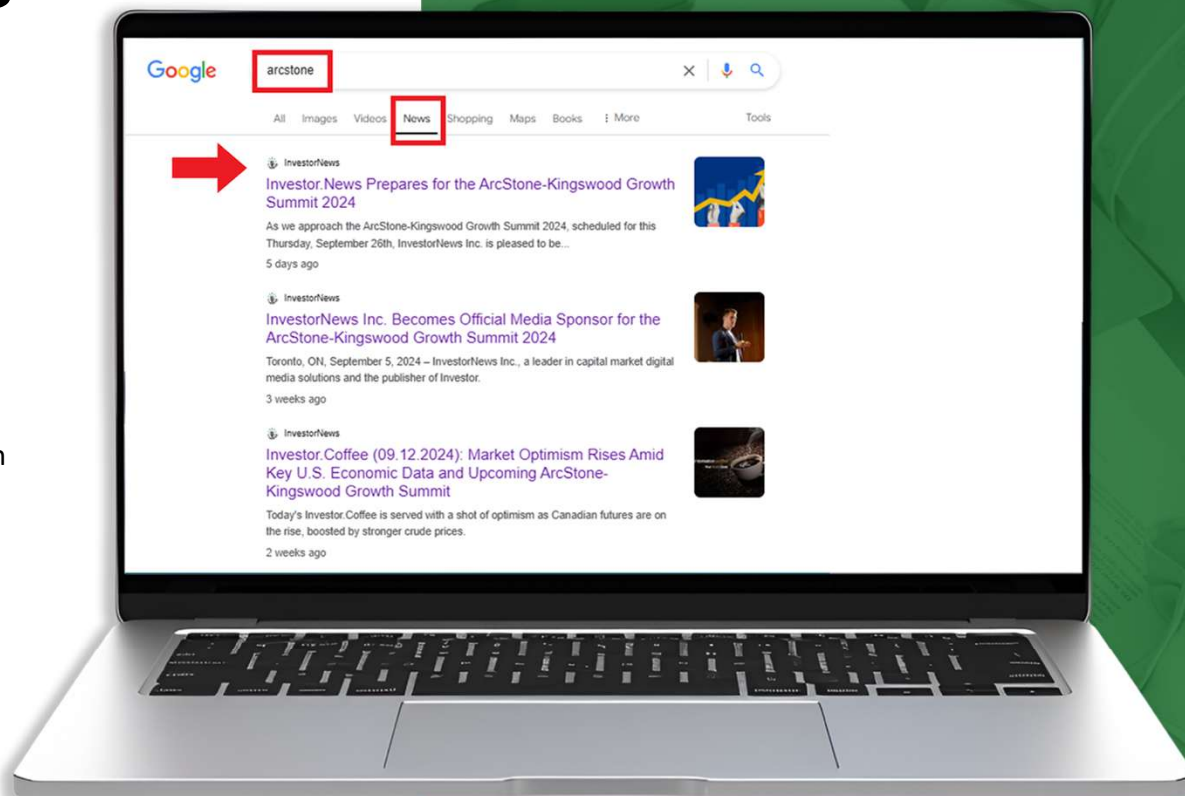 Google
arcstone
All Images Videos News Shopping Maps Books More Tools
InvestorNews
Investor.News Prepares for the ArcStone-Kingswood Growth
Summit 2024
As we approach the ArcStone-Kingswood Growth Summit 2024, scheduled for this
Thursday, September 26th, InvestorNews Inc. is pleased to be...
5 days ago
InvestorNews
InvestorNews Inc. Becomes Official Media Sponsor for the
ArcStone-Kingswood Growth Summit 2024
Toronto, ON, September 5, 2024 – InvestorNews Inc., a leader in capital market digital
media solutions and the publisher of Investor.
3 weeks ago
InvestorNews
Investor.Coffee (09.12.2024): Market Optimism Rises Amid
Key U.S. Economic Data and Upcoming ArcStone-
Kingswood Growth Summit
Today's Investor.Coffee is served with a shot of optimism as Canadian futures are on
the rise, boosted by stronger crude prices.
2 weeks ago